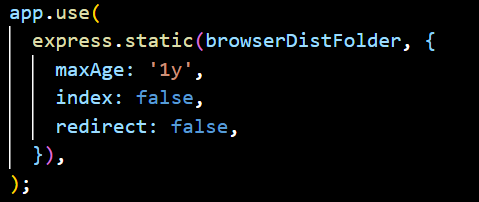 app.use(
  express.static(browserDistFolder, {
    maxAge: '1y',
    index: false,
    redirect: false,
  }),
);